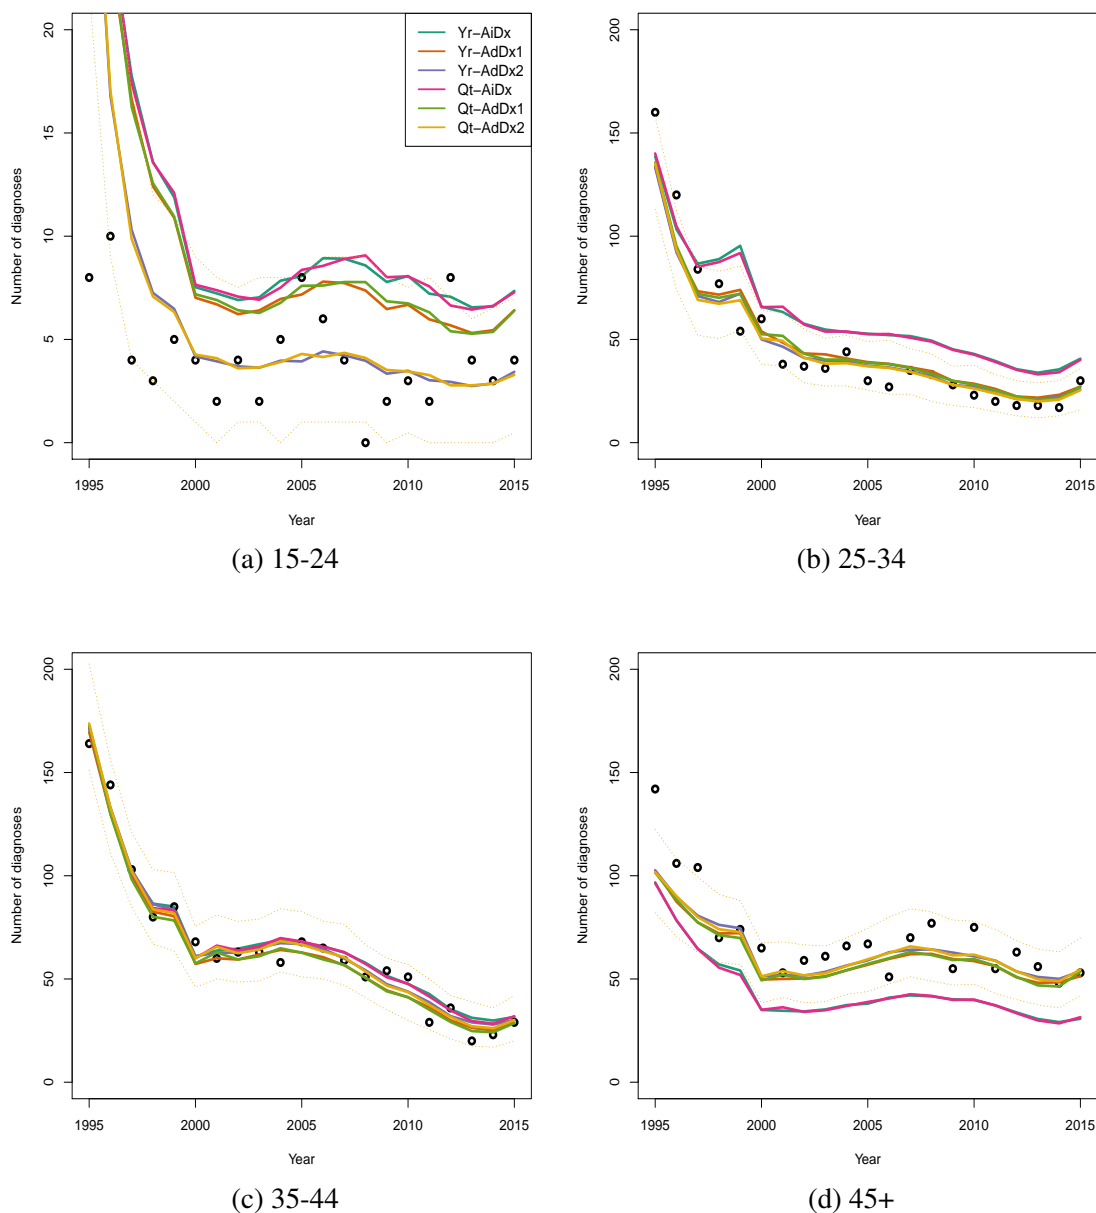 Number of diagnoses
20
15
10
5
0
Yr−AiDx
Yr−AdDx1
Yr−AdDx2
Qt−AiDx
Qt−AdDx1
Qt−AdDx2
1995 2000 2005 2010 2015
Year
(a) 15-24
Number of diagnoses
200
150
100
50
0
1995 2000 2005 2010 2015
Year
(b) 25-34
Number of diagnoses
200
150
100
50
0
1995 2000 2005 2010 2015
Year
(c) 35-44
Number of diagnoses
200
150
100
50
0
1995 2000 2005 2010 2015
Year
(d) 45+